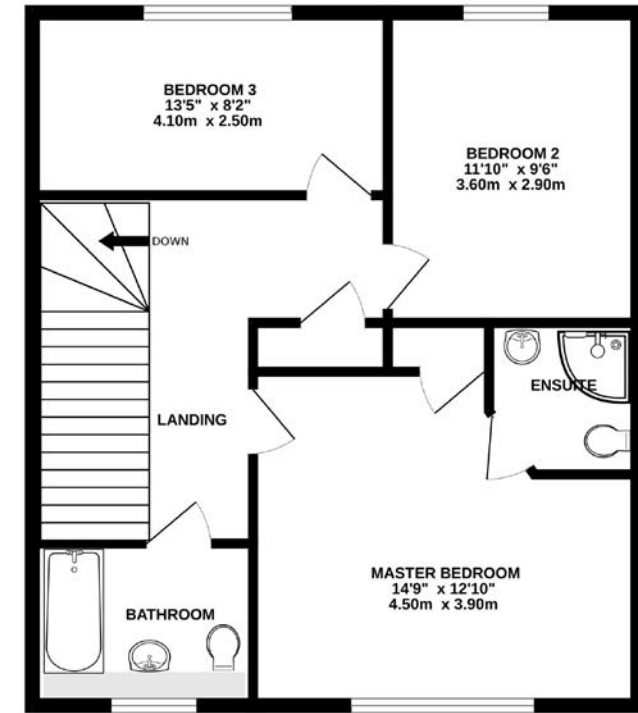 BEDROOM 3
13'5" x 8'2"
4.10m x 2.50m
BEDROOM 2
11'10" x 9'6"
3.60m x 2.90m
DOWN
ENSUITE
LANDING
MASTER BEDROOM
14'9" x 12'10"
4.50m x 3.90m
BATHROOM